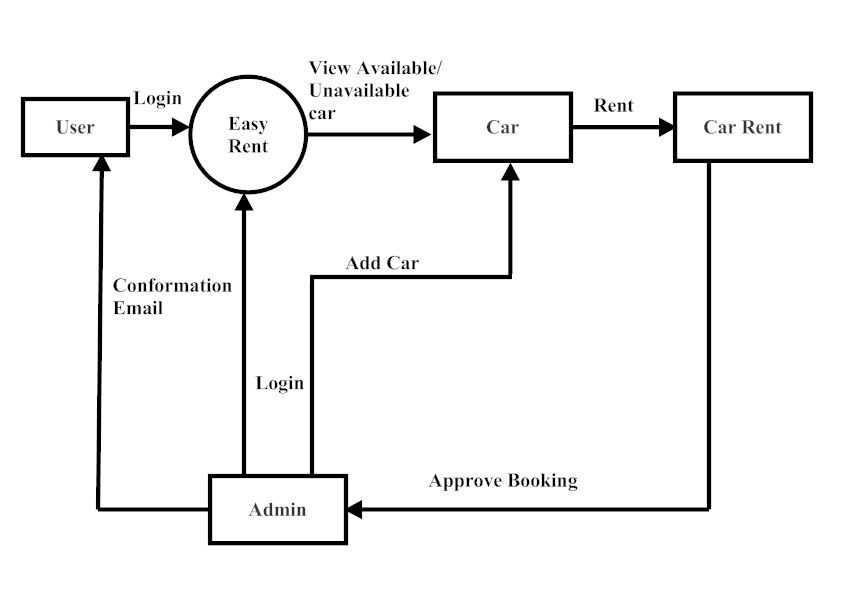 View Available/
Unavailable
car
Login
Rent
User
Easy
Rent
Car
Car Rent
Add Car
Conformation
Email
Login
Approve Booking
Admin